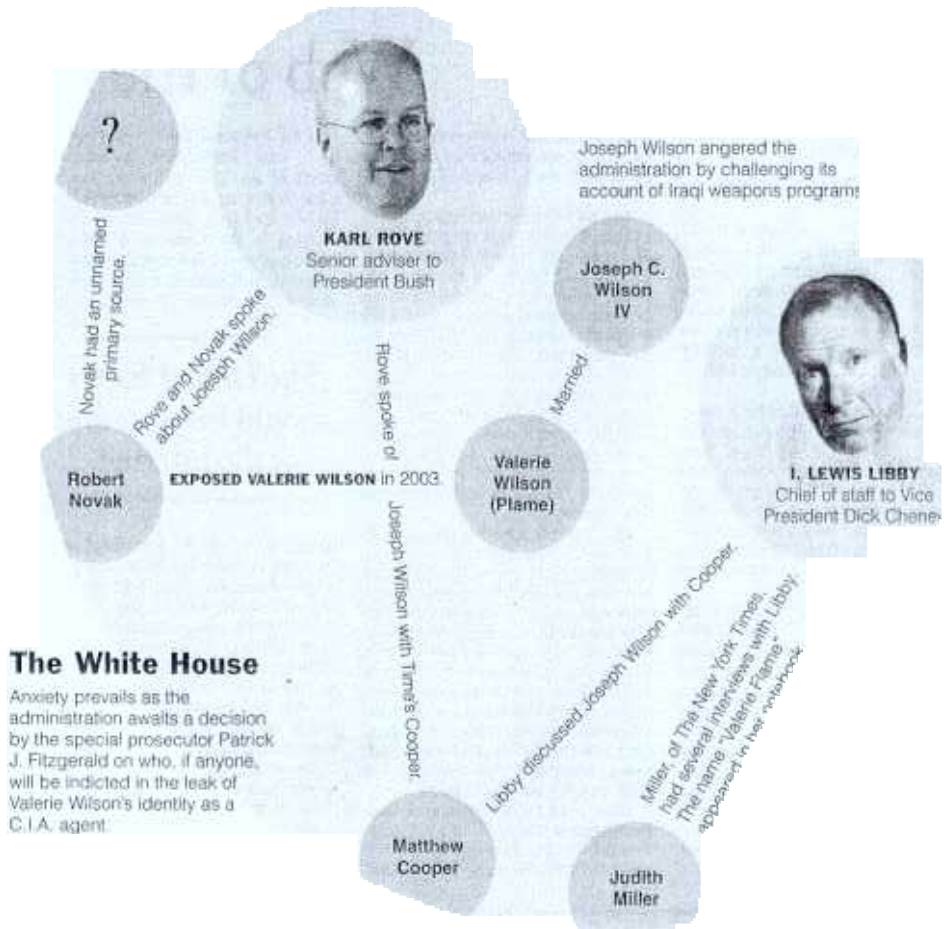 ?
KARL ROVE
Senior adviser to
President Bush
Joseph Wilson angered the
administration by challenging its
account of Iraqi weapons programs
Novak had an unnamed
primary source.
Rove and Novak spoke
about Joesph Wilson.
Joseph C.
Wilson
IV
Married
Robert
Novak
EXPOSED VALERIE WILSON in 2003.
Valerie
Wilson
(Plame)
I. LEWIS LIBBY
Chief of staff to Vice
President Dick Cheney
Rove spoke of
Joseph Wilson with Time's Cooper.
Libby discussed Joseph Wilson with Cooper.
Miller, of The New York Times,
had several interviews with Libby.
The name "Valerie Flame"
appeared in her notebook
The White House
Anxiety prevails as the
administration awaits a decision
by the special prosecutor Patrick
J. Fitzgerald on who, if anyone,
will be indicted in the leak of
Valerie Wilson's identity as a
C.I.A. agent.
Matthew
Cooper
Judith
Miller